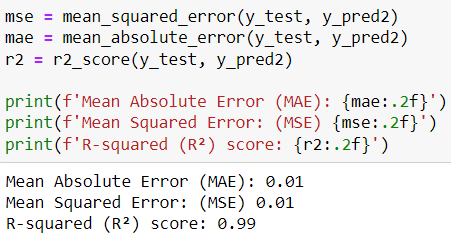 mse = mean_squared_error(y_test, y_pred2)
mae = mean_absolute_error(y_test, y_pred2)
r2 = r2_score(y_test, y_pred2)
print(f'Mean Absolute Error (MAE): {mae:.2f}')
print(f'Mean Squared Error: (MSE) {mse:.2f}')
print(f'R-squared (R²) score: {r2:.2f}')
Mean Absolute Error (MAE): 0.01
Mean Squared Error: (MSE) 0.01
R-squared (R²) score: 0.99